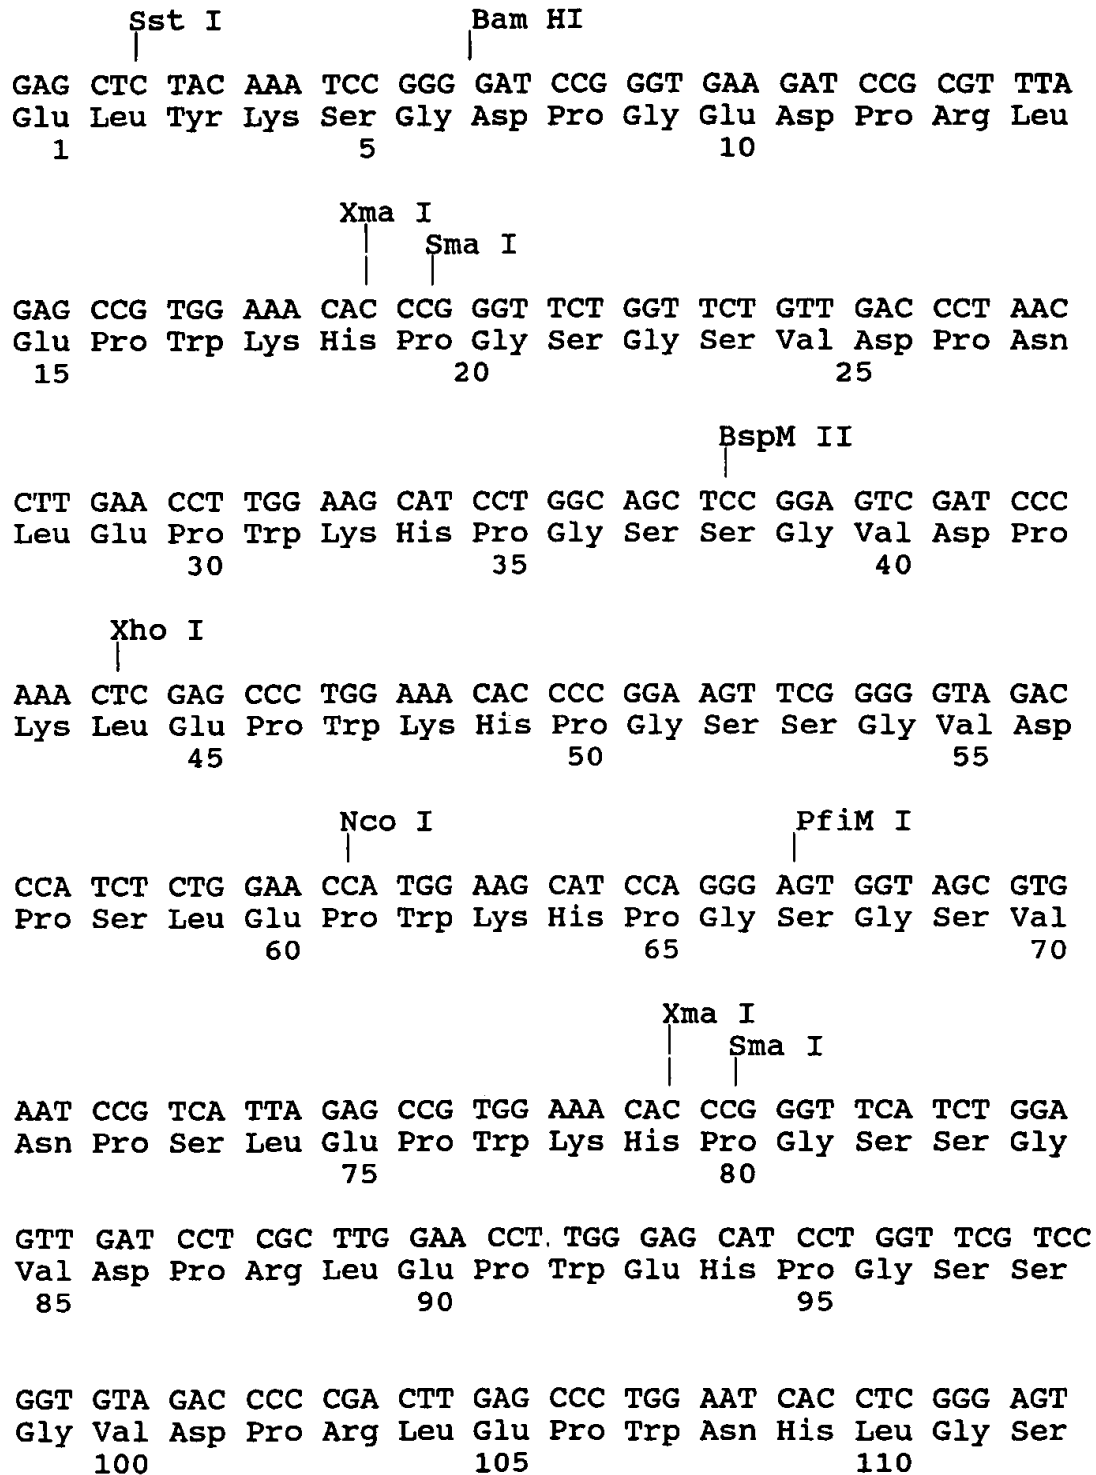 Sst I Bam HI
GAG CTC TAC AAA TCC GGG GAT CCG GGT GAA GAT CCG CGT TTA
Glu Leu Tyr Lys Ser Gly Asp Pro Gly Glu Asp Pro Arg Leu
1 5 10
Xma I
Sma I
GAG CCG TGG AAA CAC CCG GGT TCT GGT TCT GTT GAC CCT AAC
Glu Pro Trp Lys His Pro Gly Ser Gly Ser Val Asp Pro Asn
15 20 25
BspM II
CTT GAA CCT TGG AAG CAT CCT GGC AGC TCC GGA GTC GAT CCC
Leu Glu Pro Trp Lys His Pro Gly Ser Ser Gly Val Asp Pro
30 35 40
Xho I
AAA CTC GAG CCC TGG AAA CAC CCC GGA AGT TCG GGG GTA GAC
Lys Leu Glu Pro Trp Lys His Pro Gly Ser Ser Gly Val Asp
45 50 55
Nco I PfiM I
CCA TCT CTG GAA CCA TGG AAG CAT CCA GGG AGT GGT AGC GTG
Pro Ser Leu Glu Pro Trp Lys His Pro Gly Ser Gly Ser Val
60 65 70
Xma I
Sma I
AAT CCG TCA TTA GAG CCG TGG AAA CAC CCG GGT TCA TCT GGA
Asn Pro Ser Leu Glu Pro Trp Lys His Pro Gly Ser Ser Gly
75 80
GTT GAT CCT CGC TTG GAA CCT TGG GAG CAT CCT GGT TCG TCC
Val Asp Pro Arg Leu Glu Pro Trp Glu His Pro Gly Ser Ser
85 90 95
GGT GTA GAC CCC CGA CTT GAG CCC TGG AAT CAC CTC GGG AGT
Gly Val Asp Pro Arg Leu Glu Pro Trp Asn His Leu Gly Ser
100 105 110